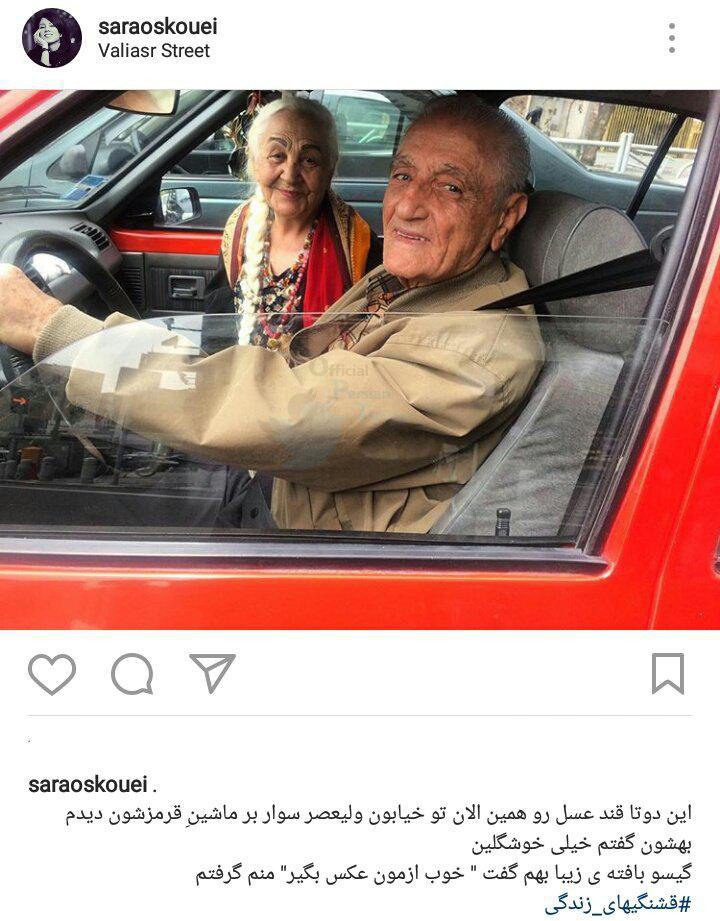 saraoskouei
Valiasr Street
Official
Persian
saraoskouei .
این دوتا قند عسل رو همین الان تو خیابون ولیعصر سوار بر ماشینِ قرمزشون دیدم
بهشون گفتم خیلی خوشگلین
گیسو بافته ی زیبا بهم گفت " خوب ازمون عکس بگیر" منم گرفتم
#قشنگیهای_زندگی